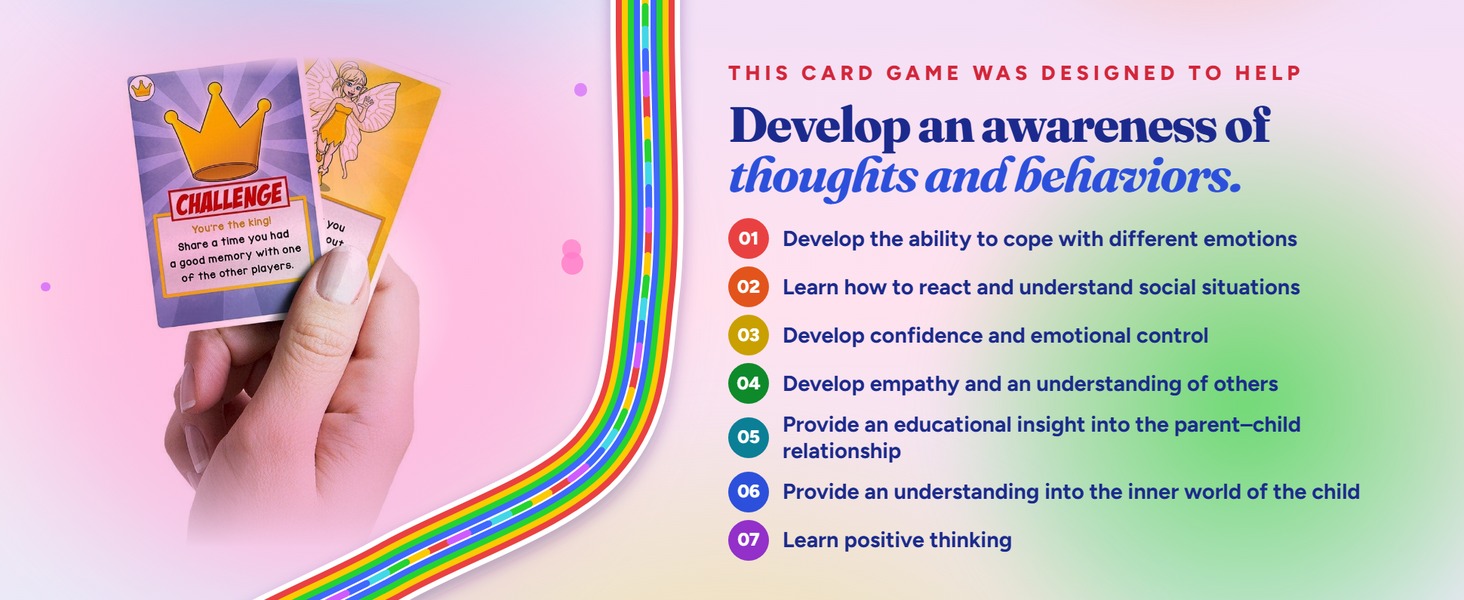 CHALLENGE
You're the king!
Share a time you had
a good memory with one
of the other players.
you
out
THIS CARD GAME WAS DESIGNED TO HELP
Develop an awareness of
thoughts and behaviors.
01 Develop the ability to cope with different emotions
02 Learn how to react and understand social situations
03 Develop confidence and emotional control
04 Develop empathy and an understanding of others
05 Provide an educational insight into the parent–child
relationship
06 Provide an understanding into the inner world of the child
07 Learn positive thinking